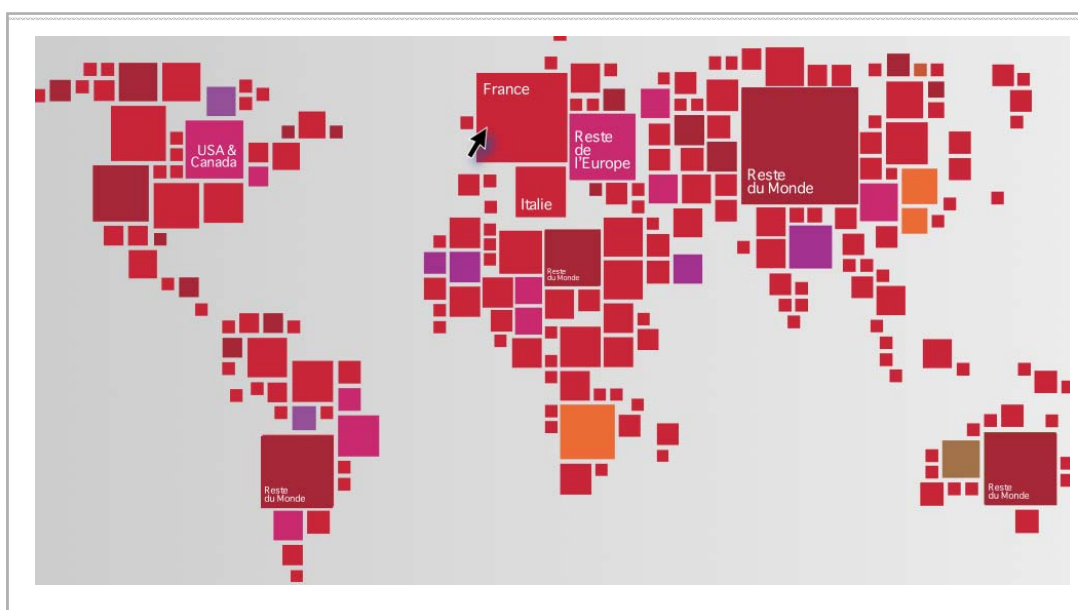 France
USA &
Canada
Reste
de
l'Europe
Italie
Reste
du Monde
Reste
du Monde
Reste
du Monde
Reste
du Monde